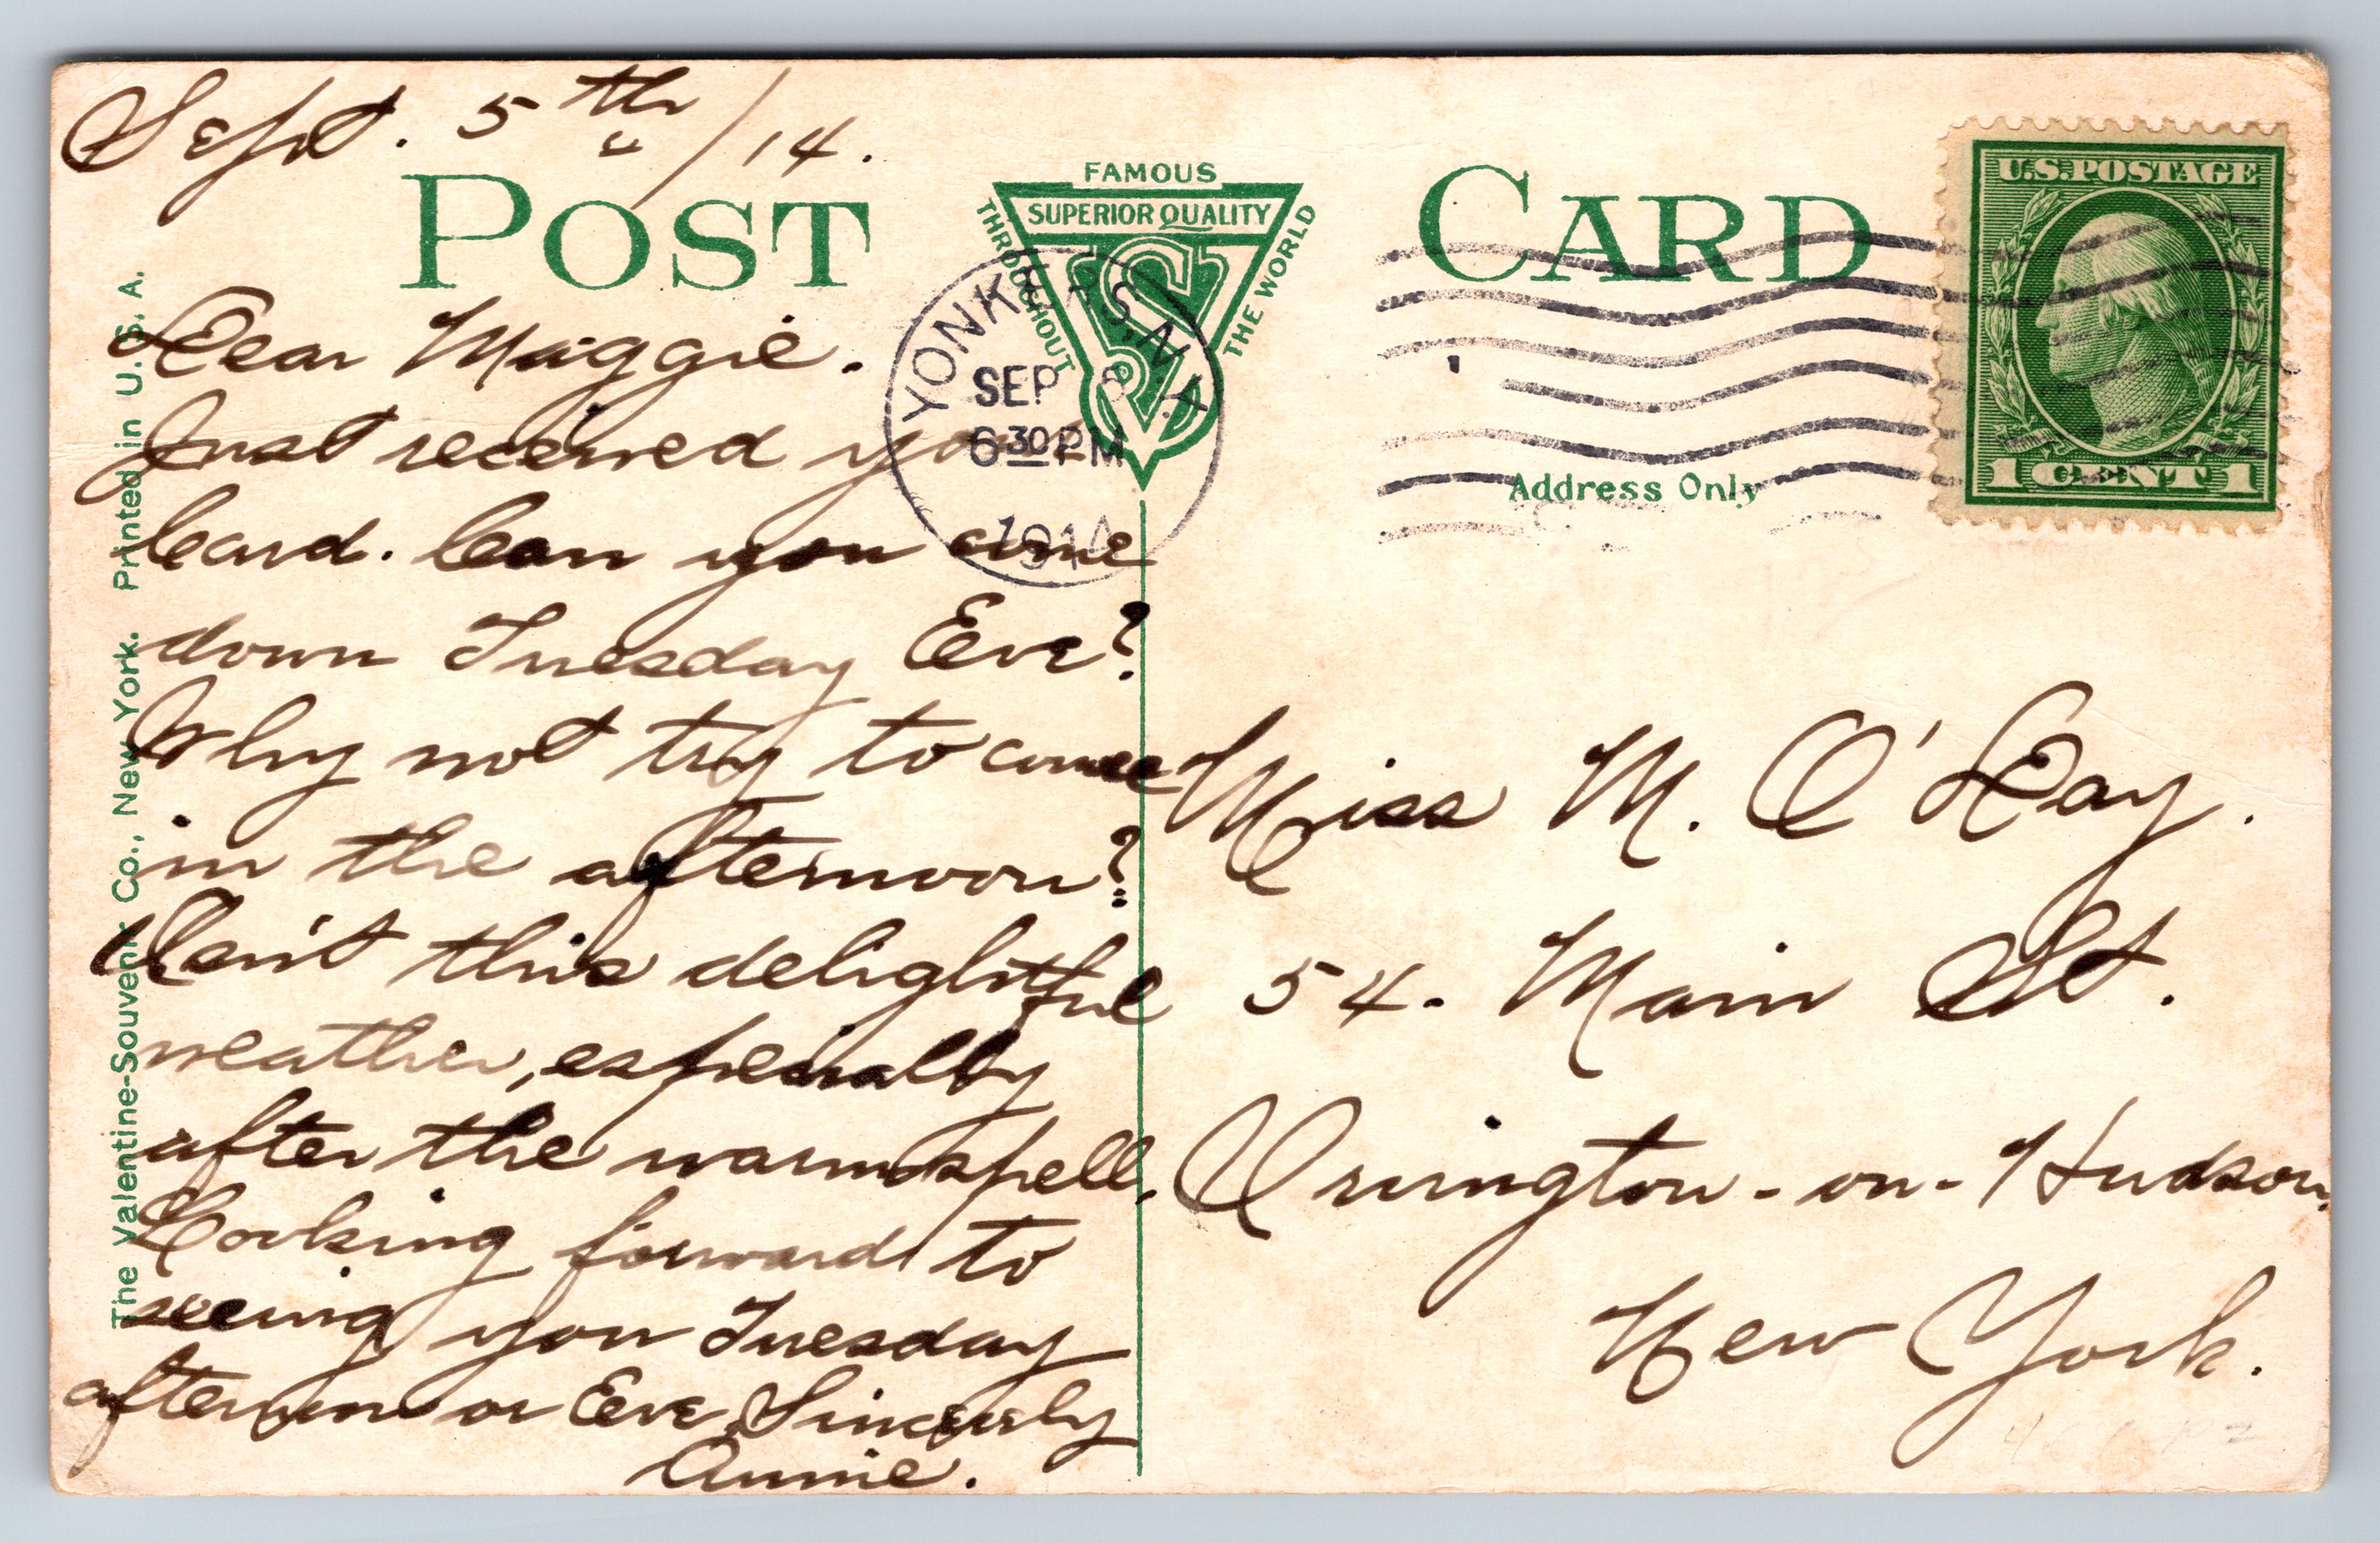 Sept. 5th/14.
POST CARD
FAMOUS
SUPERIOR QUALITY
THROUGHOUT
THE WORLD
U.S. POSTAGE
1 CENT 1
YONKERS, N.Y.
SEP
6 30 PM
1914
Address Only
The Valentine-Souvenir Co., New York. Printed in U. S. A.
Dear Maggie.
Just received your
card. Can you come
down Tuesday Eve?
Why not try to come
in the afternoon?
Isn't this delightful
weather, especially
after the warm spell.
Looking forward to
seeing you Tuesday
afternoon or Eve. Sincerely
Annie.
Miss M. O'Day.
54. Main St.
Irvington-on-Hudson,
New York.